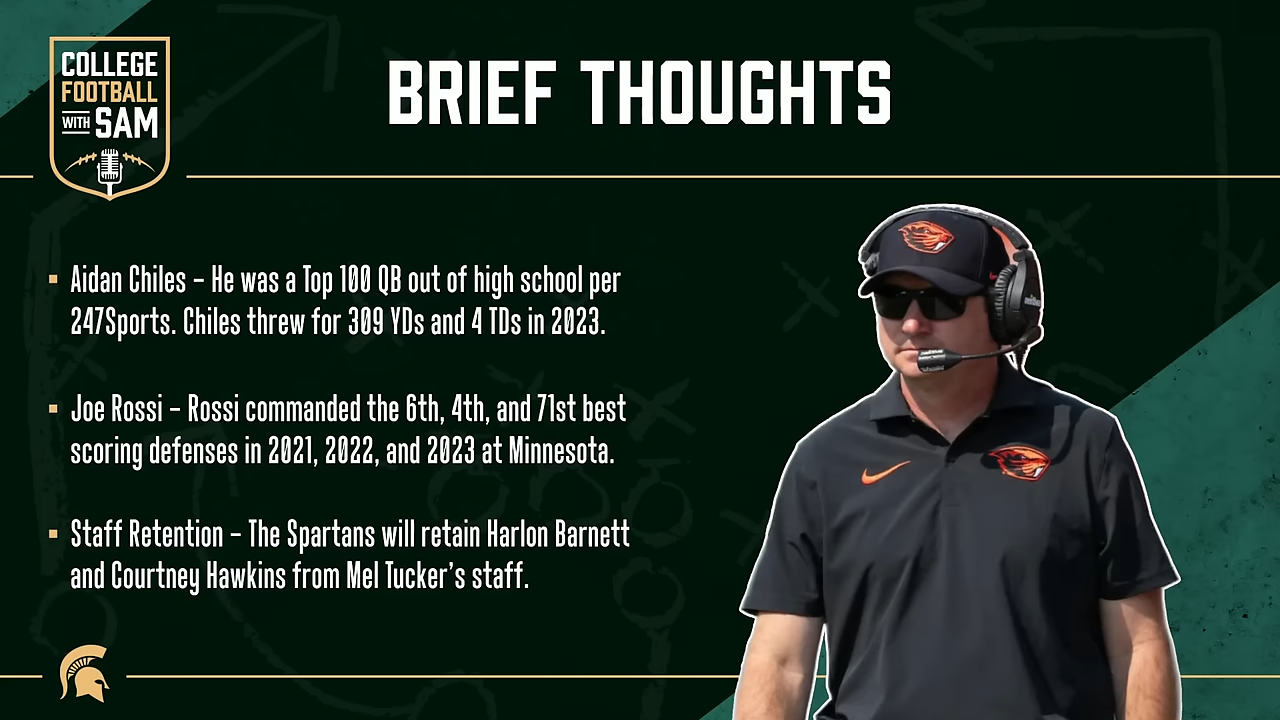 COLLEGE
FOOTBALL
WITH SAM
BRIEF THOUGHTS
▪ Aidan Chiles – He was a Top 100 QB out of high school per
247Sports. Chiles threw for 309 YDs and 4 TDs in 2023.
▪ Joe Rossi – Rossi commanded the 6th, 4th, and 71st best
scoring defenses in 2021, 2022, and 2023 at Minnesota.
▪ Staff Retention – The Spartans will retain Harlon Barnett
and Courtney Hawkins from Mel Tucker's staff.